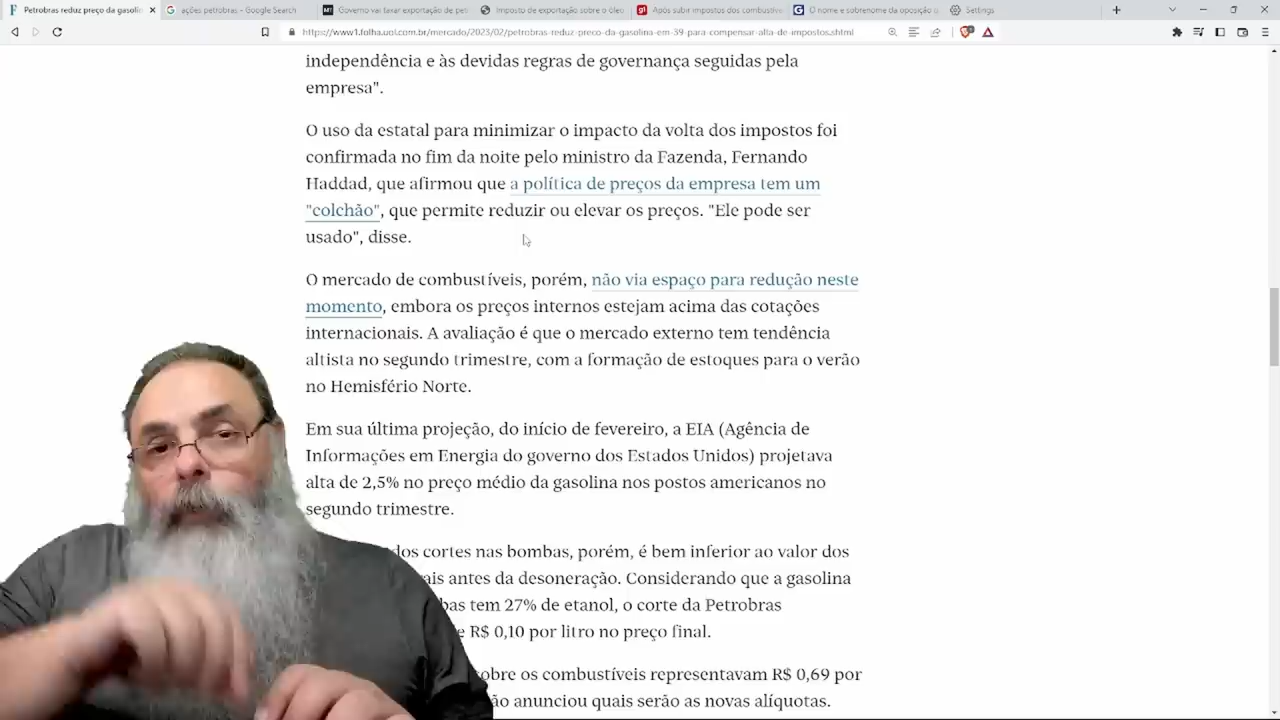 Petrobras reduz preço da gasolin
ações petrobras - Google Search
Governo vai taxar exportação de pet
Imposto de exportação sobre o óleo
Após subir impostos dos combustíve
O nome e sobrenome da oposição
Settings
https://www1.folha.uol.com.br/mercado/2023/02/petrobras-reduz-preco-da-gasolina-em-39-para-compensar-alta-de-impostos.shtml
independência e às devidas regras de governança seguidas pela
empresa".
O uso da estatal para minimizar o impacto da volta dos impostos foi
confirmada no fim da noite pelo ministro da Fazenda, Fernando
Haddad, que afirmou que a política de preços da empresa tem um
"colchão", que permite reduzir ou elevar os preços. "Ele pode ser
usado", disse.
O mercado de combustíveis, porém, não via espaço para redução neste
momento, embora os preços internos estejam acima das cotações
internacionais. A avaliação é que o mercado externo tem tendência
altista no segundo trimestre, com a formação de estoques para o verão
no Hemisfério Norte.
Em sua última projeção, do início de fevereiro, a EIA (Agência de
Informações em Energia do governo dos Estados Unidos) projetava
alta de 2,5% no preço médio da gasolina nos postos americanos no
segundo trimestre.
dos cortes nas bombas, porém, é bem inferior ao valor dos
ais antes da desoneração. Considerando que a gasolina
bas tem 27% de etanol, o corte da Petrobras
e R$ 0,10 por litro no preço final.
sobre os combustíveis representavam R$ 0,69 por
ão anunciou quais serão as novas alíquotas.